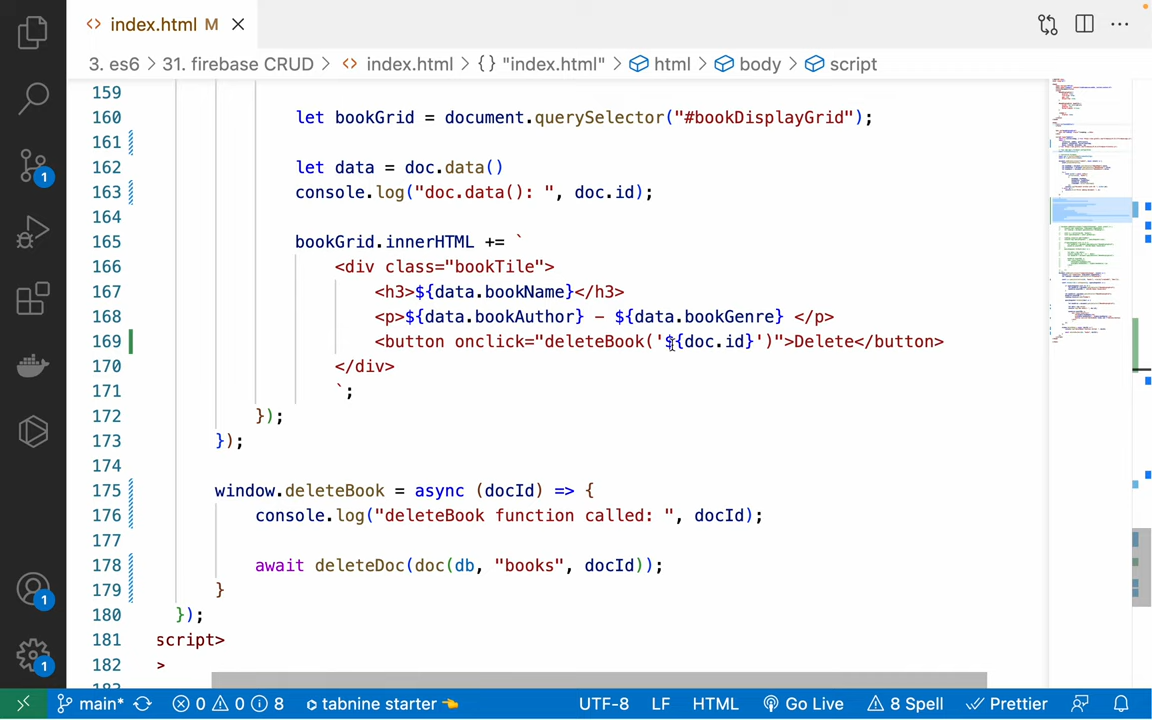 index.html M
3. es6 > 31. firebase CRUD > index.html > {} "index.html" > html > body > script
159
160 let bookGrid = document.querySelector("#bookDisplayGrid");
161
162 let data = doc.data()
163 console.log("doc.data(): ", doc.id);
164
165 bookGrid.innerHTML += `
166 <div class="bookTile">
167 <h3>${data.bookName}</h3>
168 <p>${data.bookAuthor} – ${data.bookGenre} </p>
169 <button onclick="deleteBook('${doc.id}')">Delete</button>
170 </div>
171 `;
172 });
173 });
174
175 window.deleteBook = async (docId) => {
176 console.log("deleteBook function called: ", docId);
177
178 await deleteDoc(doc(db, "books", docId));
179 }
180 });
181 script>
182 >
1
1
1
main* 0 0 8 tabnine starter 👈 UTF-8 LF HTML Go Live 8 Spell Prettier